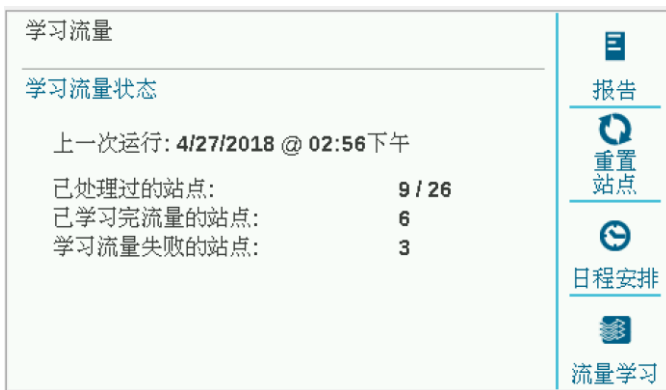 学习流量
学习流量状态
上一次运行: 4/27/2018 @ 02:56下午
已处理过的站点: 9 / 26
已学习完流量的站点: 6
学习流量失败的站点: 3
报告
重置
站点
日程安排
流量学习